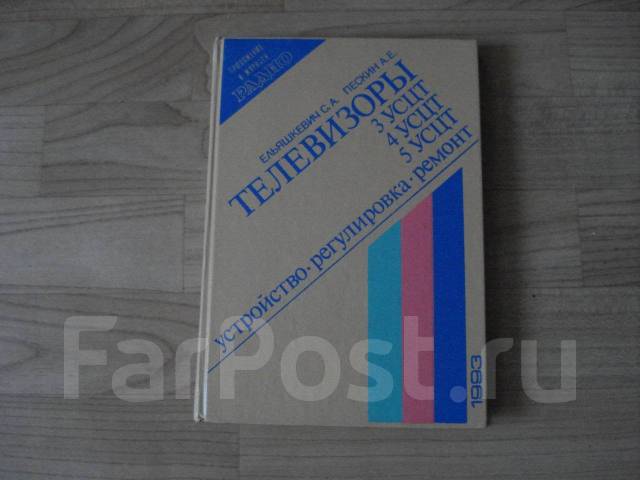 ПРИЛОЖЕНИЕ
К ЖУРНАЛУ
РАДИО
ЕЛЬЯШКЕВИЧ С.А. ПЕСКИН А.Е.
ТЕЛЕВИЗОРЫ
3 УСЦТ
4 УСЦТ
5 УСЦТ
устройство·регулировка·ремонт
1993
FarPost.ru